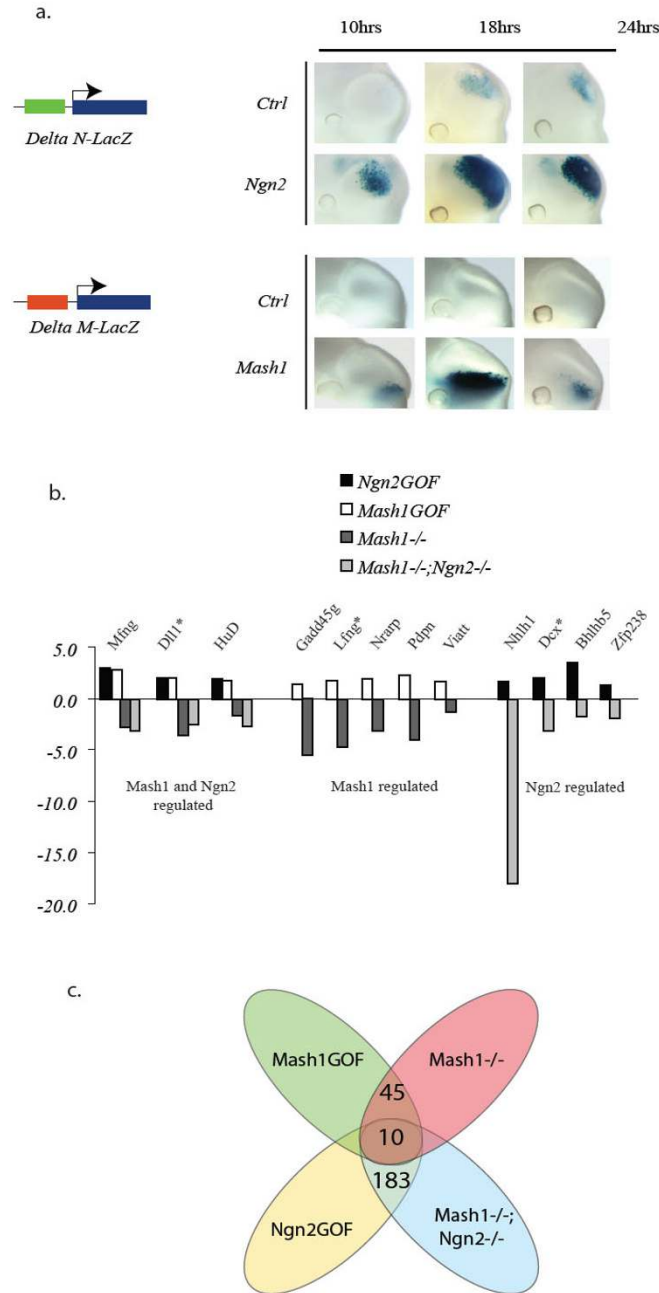 a.
10hrs 18hrs 24hrs
Ctrl
Delta N-LacZ
Ngn2
Ctrl
Delta M-LacZ
Mash1
b.
Ngn2GOF
Mash1GOF
Mash1-/-
Mash1-/-;Ngn2-/-
Mfng
Dll1*
HuD
Gadd45g
Lfng*
Nrarp
Pdpn
Viatt
Nhlh1
Dcx*
Bhlhb5
Zfp238
5.0
0.0
-5.0
-10.0
-15.0
-20.0
Mash1 and Ngn2
regulated
Mash1 regulated
Ngn2 regulated
c.
Mash1GOF
Mash1-/-
45
10
183
Ngn2GOF
Mash1-/-;
Ngn2-/-